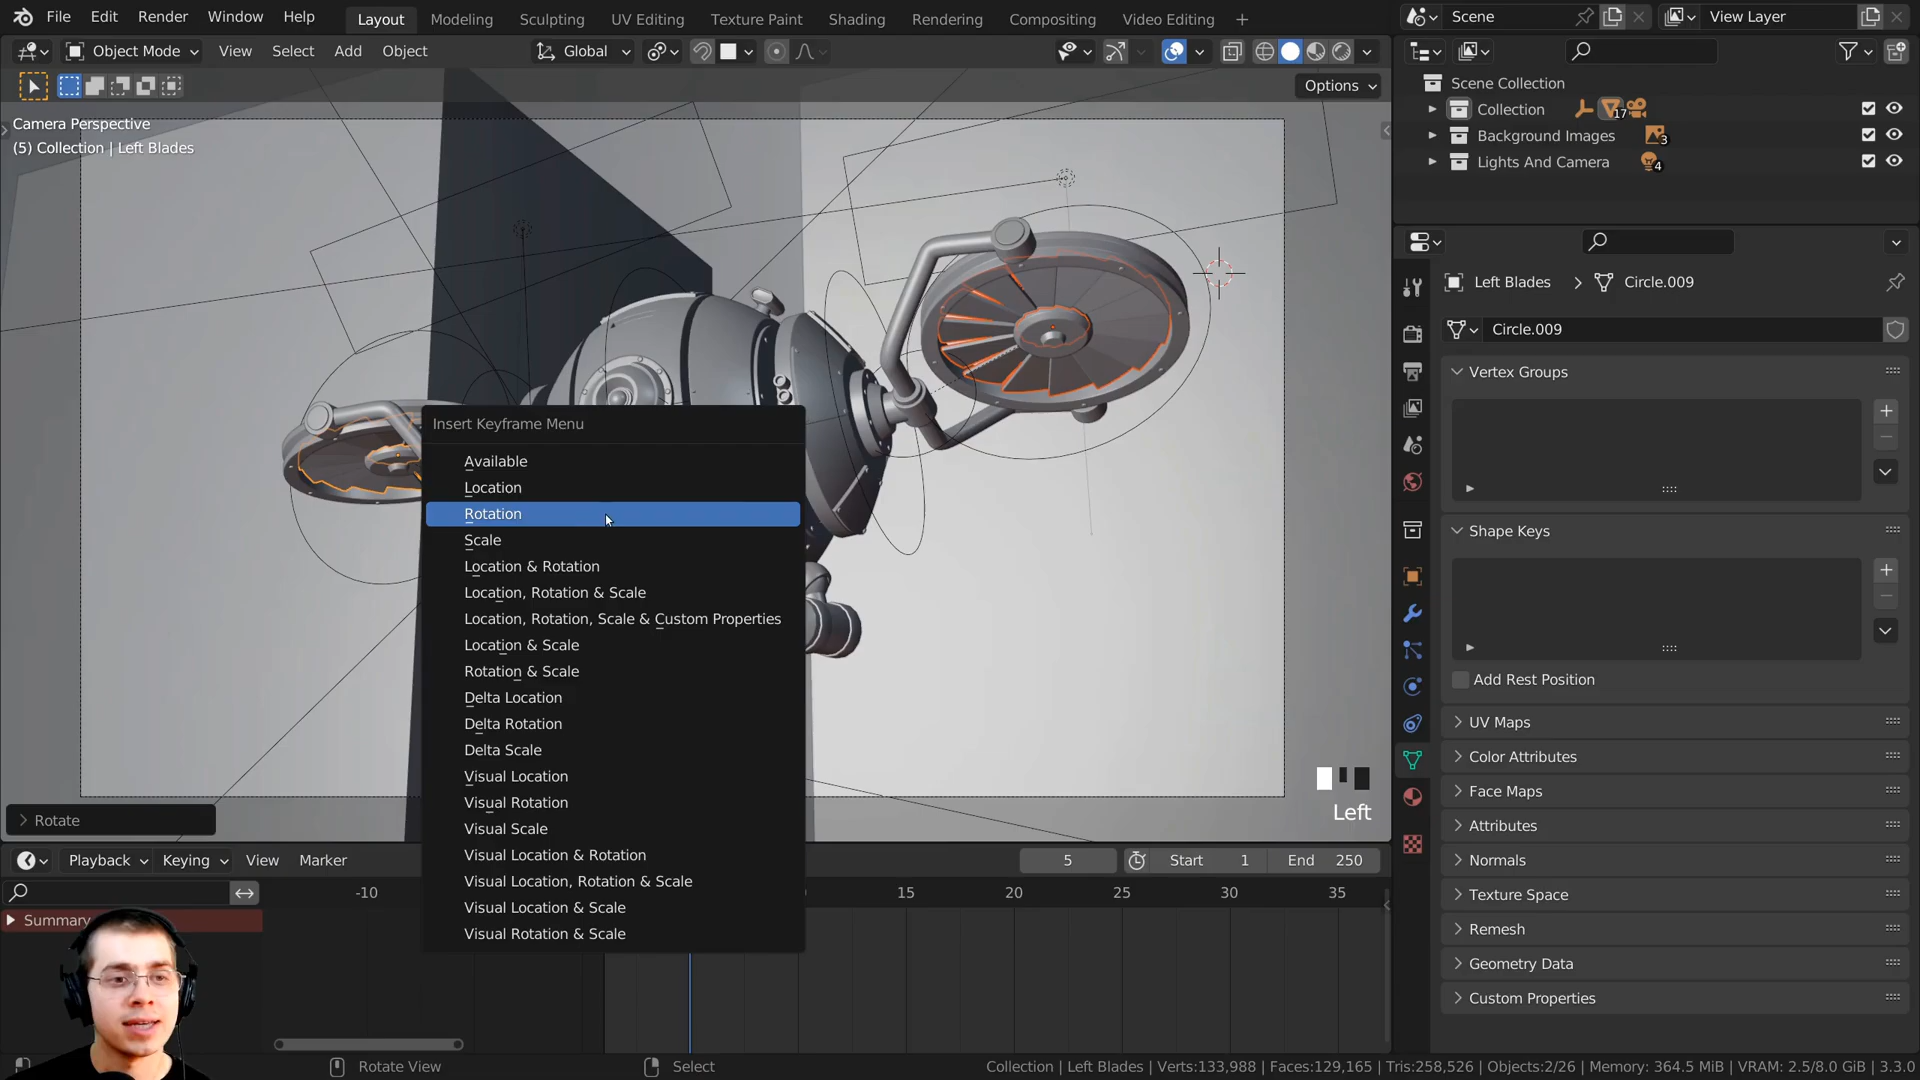 File Edit Render Window Help Layout Modeling Sculpting UV Editing Texture Paint Shading Rendering Compositing Video Editing + Scene View Layer
Object Mode View Select Add Object Global
Options
Camera Perspective
(5) Collection | Left Blades
Scene Collection
Collection 17
Background Images 3
Lights And Camera 4
Left Blades > Circle.009
Circle.009
Vertex Groups
Shape Keys
Add Rest Position
UV Maps
Color Attributes
Face Maps
Attributes
Normals
Texture Space
Remesh
Geometry Data
Custom Properties
Insert Keyframe Menu
Available
Location
Rotation
Scale
Location & Rotation
Location, Rotation & Scale
Location, Rotation, Scale & Custom Properties
Location & Scale
Rotation & Scale
Delta Location
Delta Rotation
Delta Scale
Visual Location
Visual Rotation
Visual Scale
Visual Location & Rotation
Visual Location, Rotation & Scale
Visual Location & Scale
Visual Rotation & Scale
Left
Rotate
Playback Keying View Marker 5 Start 1 End 250
-10 15 20 25 30 35
Summary
Rotate View Select Collection | Left Blades | Verts:133,988 | Faces:129,165 | Tris:258,526 | Objects:2/26 | Memory: 364.5 MiB | VRAM: 2.5/8.0 GiB | 3.3.0